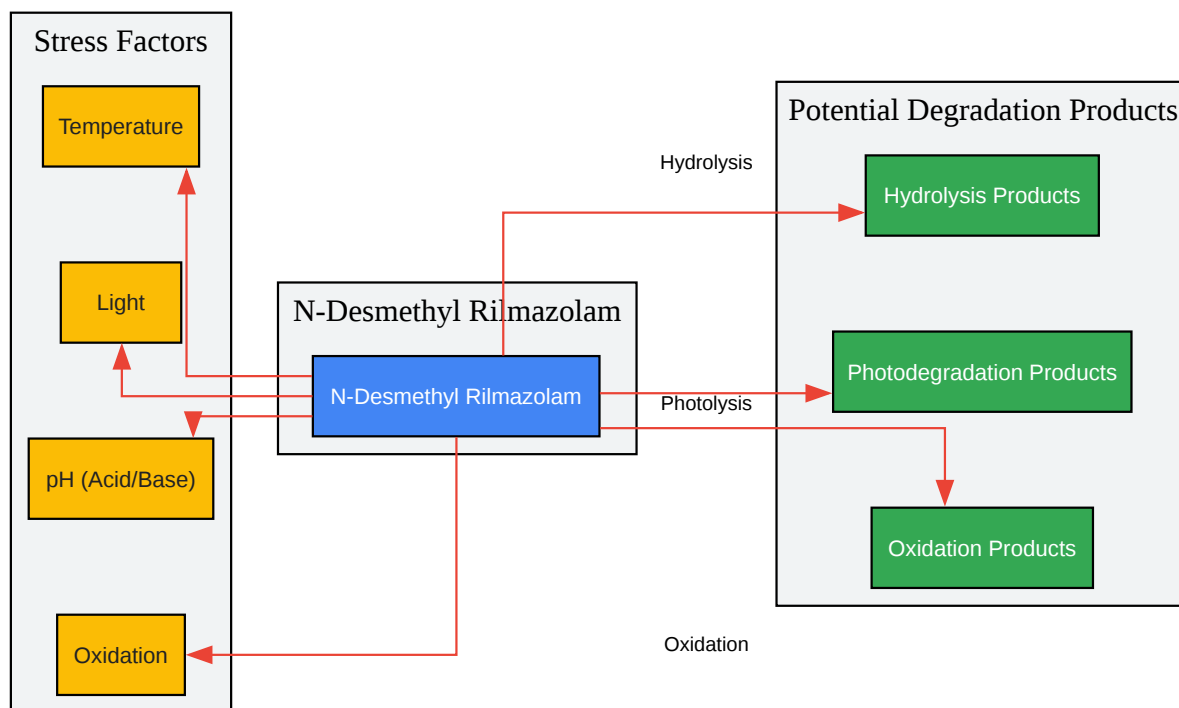 Stress Factors
Temperature
Light
pH (Acid/Base)
Oxidation
N-Desmethyl Rilmazolam
N-Desmethyl Rilmazolam
Hydrolysis
Photolysis
Oxidation
Potential Degradation Products
Hydrolysis Products
Photodegradation Products
Oxidation Products